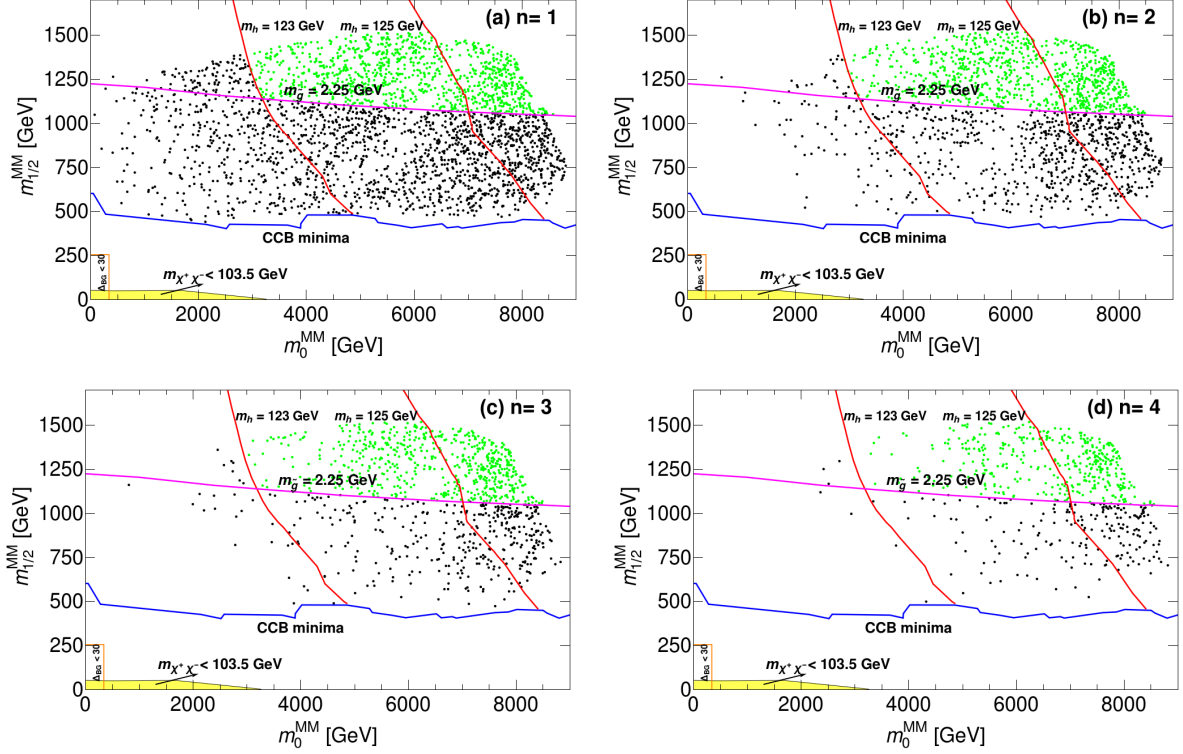 (a) n= 1
m_h = 123 GeV m_h = 125 GeV
m_g̃ = 2.25 GeV
CCB minima
Δ_BG < 30
m_χ⁺ χ⁻ < 103.5 GeV
m_1/2^MM [GeV]
1500
1250
1000
750
500
250
0
0 2000 4000 6000 8000
m_0^MM [GeV]
(b) n= 2
m_h = 123 GeV m_h = 125 GeV
m_g̃ = 2.25 GeV
CCB minima
Δ_BG < 30
m_χ⁺ χ⁻ < 103.5 GeV
m_1/2^MM [GeV]
1500
1250
1000
750
500
250
0
0 2000 4000 6000 8000
m_0^MM [GeV]
(c) n= 3
m_h = 123 GeV m_h = 125 GeV
m_g̃ = 2.25 GeV
CCB minima
Δ_BG < 30
m_χ⁺ χ⁻ < 103.5 GeV
m_1/2^MM [GeV]
1500
1250
1000
750
500
250
0
0 2000 4000 6000 8000
m_0^MM [GeV]
(d) n= 4
m_h = 123 GeV m_h = 125 GeV
m_g̃ = 2.25 GeV
CCB minima
Δ_BG < 30
m_χ⁺ χ⁻ < 103.5 GeV
m_1/2^MM [GeV]
1500
1250
1000
750
500
250
0
0 2000 4000 6000 8000
m_0^MM [GeV]